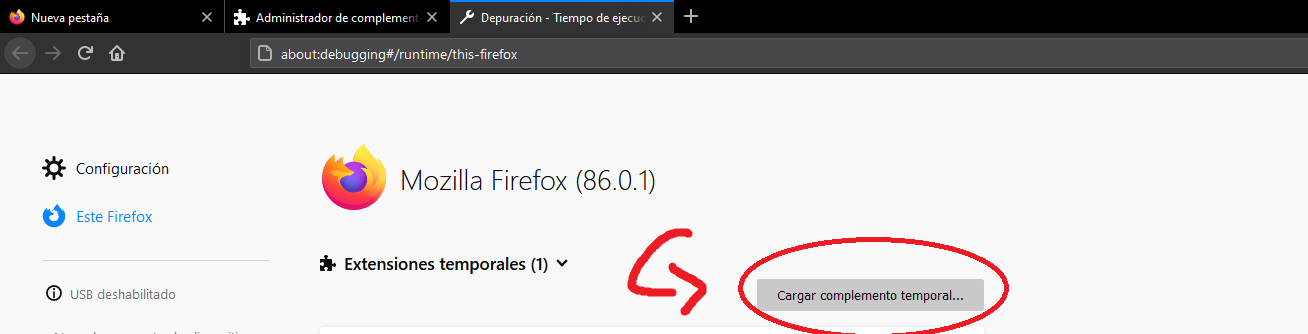 Nueva pestaña
Administrador de complement
Depuración - Tiempo de ejecuc
about:debugging#/runtime/this-firefox
Configuración
Mozilla Firefox (86.0.1)
Este Firefox
Extensiones temporales (1)
USB deshabilitado
Cargar complemento temporal...